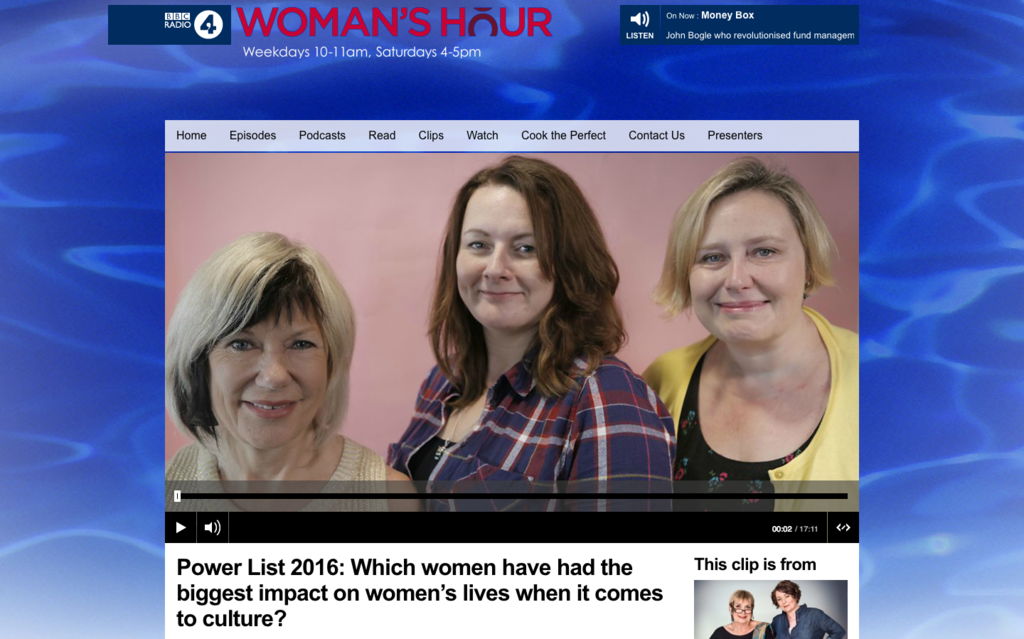 BBC
RADIO
4
WOMAN'S HOUR
Weekdays 10-11am, Saturdays 4-5pm
LISTEN
On Now : Money Box
John Bogle who revolutionised fund managem
Home Episodes Podcasts Read Clips Watch Cook the Perfect Contact Us Presenters
00:02 / 17:11
Power List 2016: Which women have had the
biggest impact on women's lives when it comes
to culture?
This clip is from